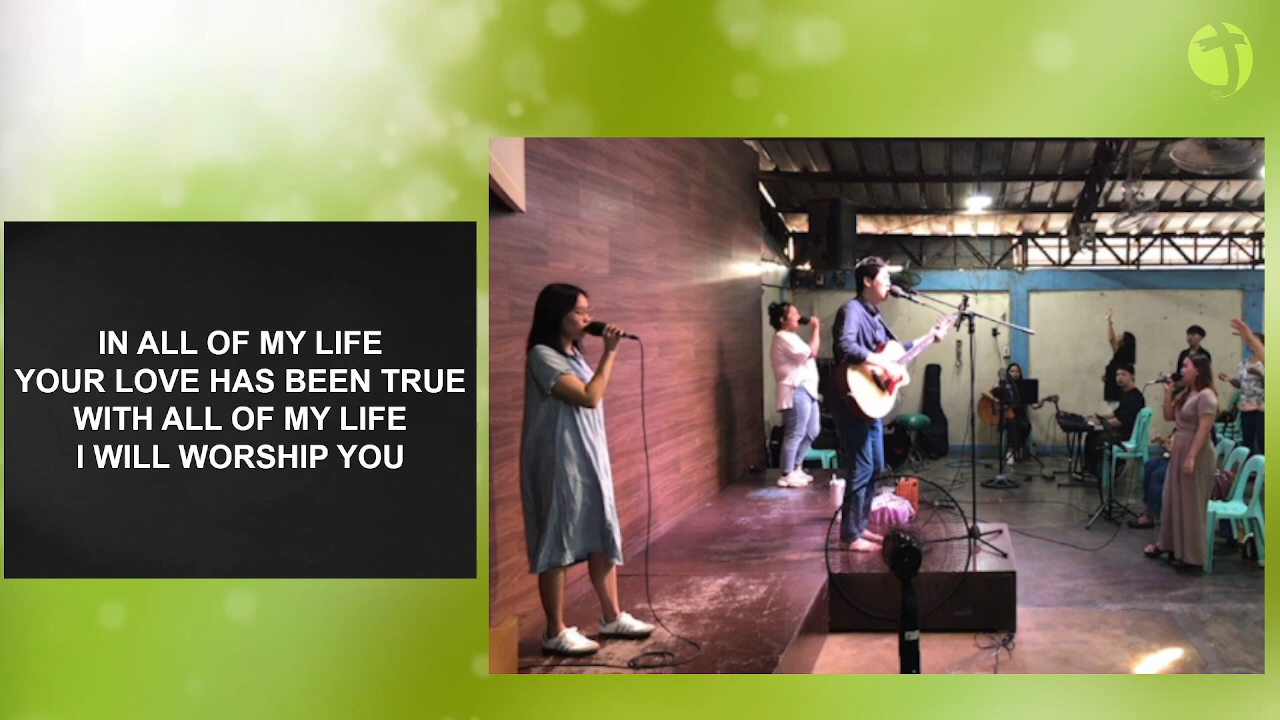 IN ALL OF MY LIFE
YOUR LOVE HAS BEEN TRUE
WITH ALL OF MY LIFE
I WILL WORSHIP YOU